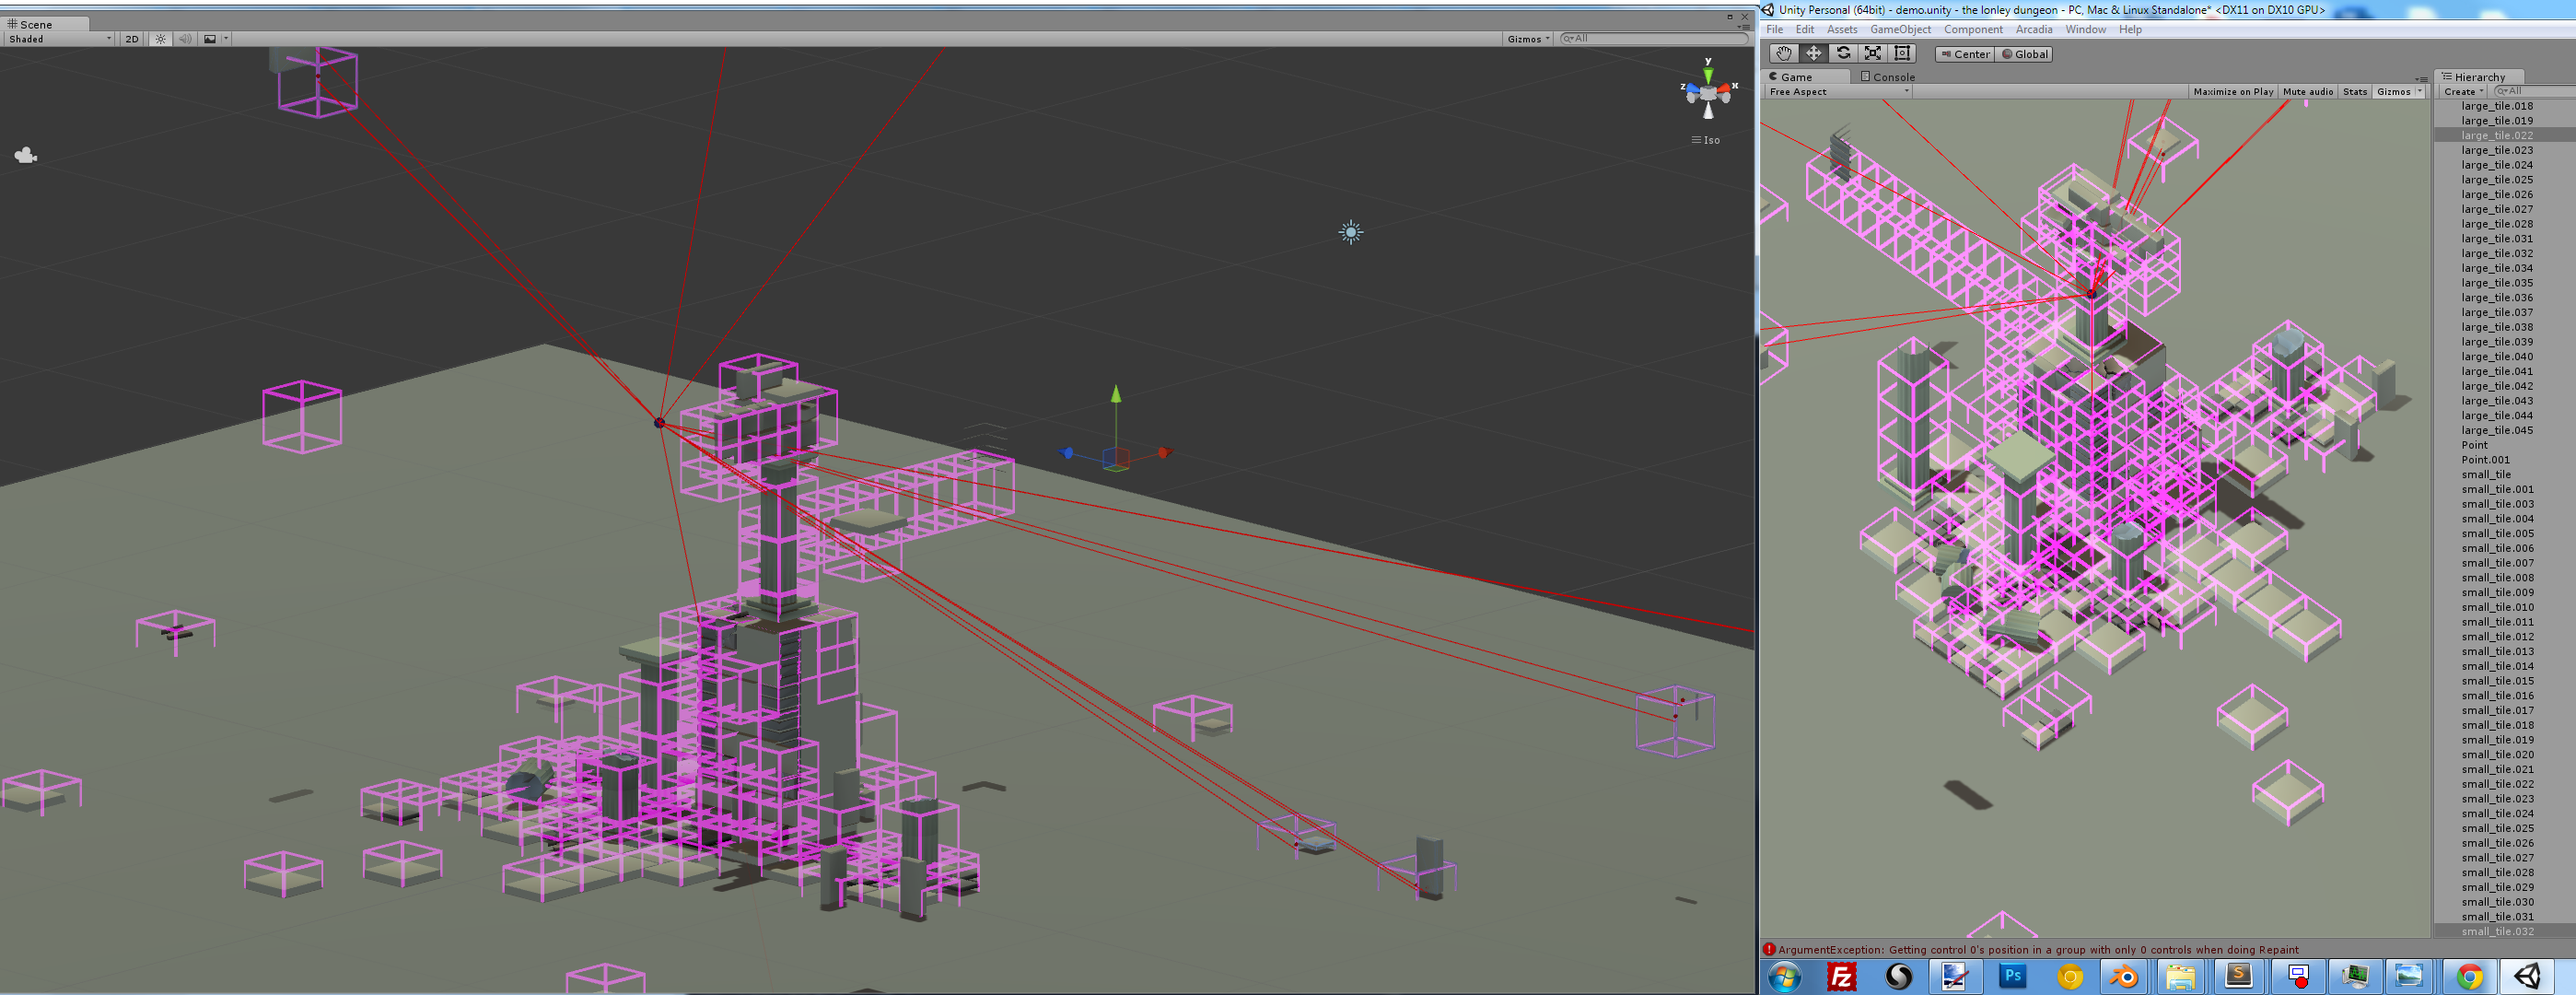 Scene
Shaded
2D
Gizmos
All
y
z
x
Iso
Unity Personal (64bit) - demo.unity - the lonley dungeon - PC, Mac & Linux Standalone* <DX11 on DX10 GPU>
File Edit Assets GameObject Component Arcadia Window Help
Center Global
Game Console
Free Aspect
Maximize on Play Mute audio Stats Gizmos
Hierarchy
Create All
large_tile.018
large_tile.019
large_tile.022
large_tile.023
large_tile.024
large_tile.025
large_tile.026
large_tile.027
large_tile.028
large_tile.031
large_tile.032
large_tile.034
large_tile.035
large_tile.036
large_tile.037
large_tile.038
large_tile.039
large_tile.040
large_tile.041
large_tile.042
large_tile.043
large_tile.044
large_tile.045
Point
Point.001
small_tile
small_tile.001
small_tile.003
small_tile.004
small_tile.005
small_tile.006
small_tile.007
small_tile.008
small_tile.009
small_tile.010
small_tile.011
small_tile.012
small_tile.013
small_tile.014
small_tile.015
small_tile.016
small_tile.017
small_tile.018
small_tile.019
small_tile.020
small_tile.021
small_tile.022
small_tile.023
small_tile.024
small_tile.025
small_tile.026
small_tile.027
small_tile.028
small_tile.029
small_tile.030
small_tile.031
small_tile.032
ArgumentException: Getting control 0's position in a group with only 0 controls when doing Repaint
Fz
Ps
S